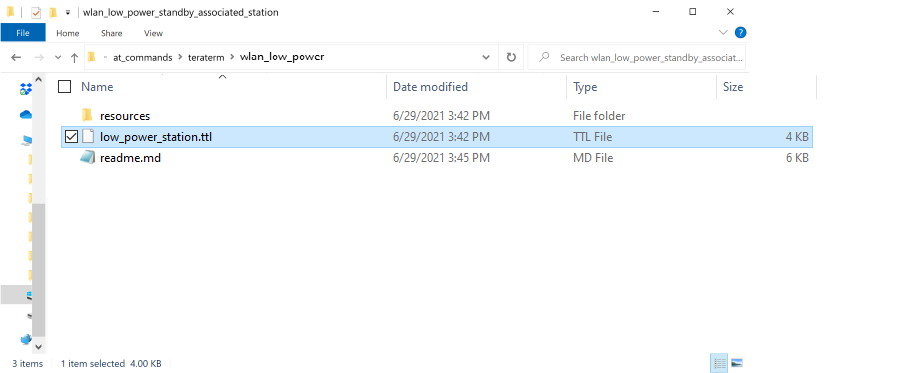 wlan_low_power_standby_associated_station
File Home Share View
at_commands teraterm wlan_low_power Search wlan_low_power_standby_associat...
Name Date modified Type Size
resources 6/29/2021 3:42 PM File folder
low_power_station.ttl 6/29/2021 3:42 PM TTL File 4 KB
readme.md 6/29/2021 3:45 PM MD File 6 KB
3 items 1 item selected 4.00 KB